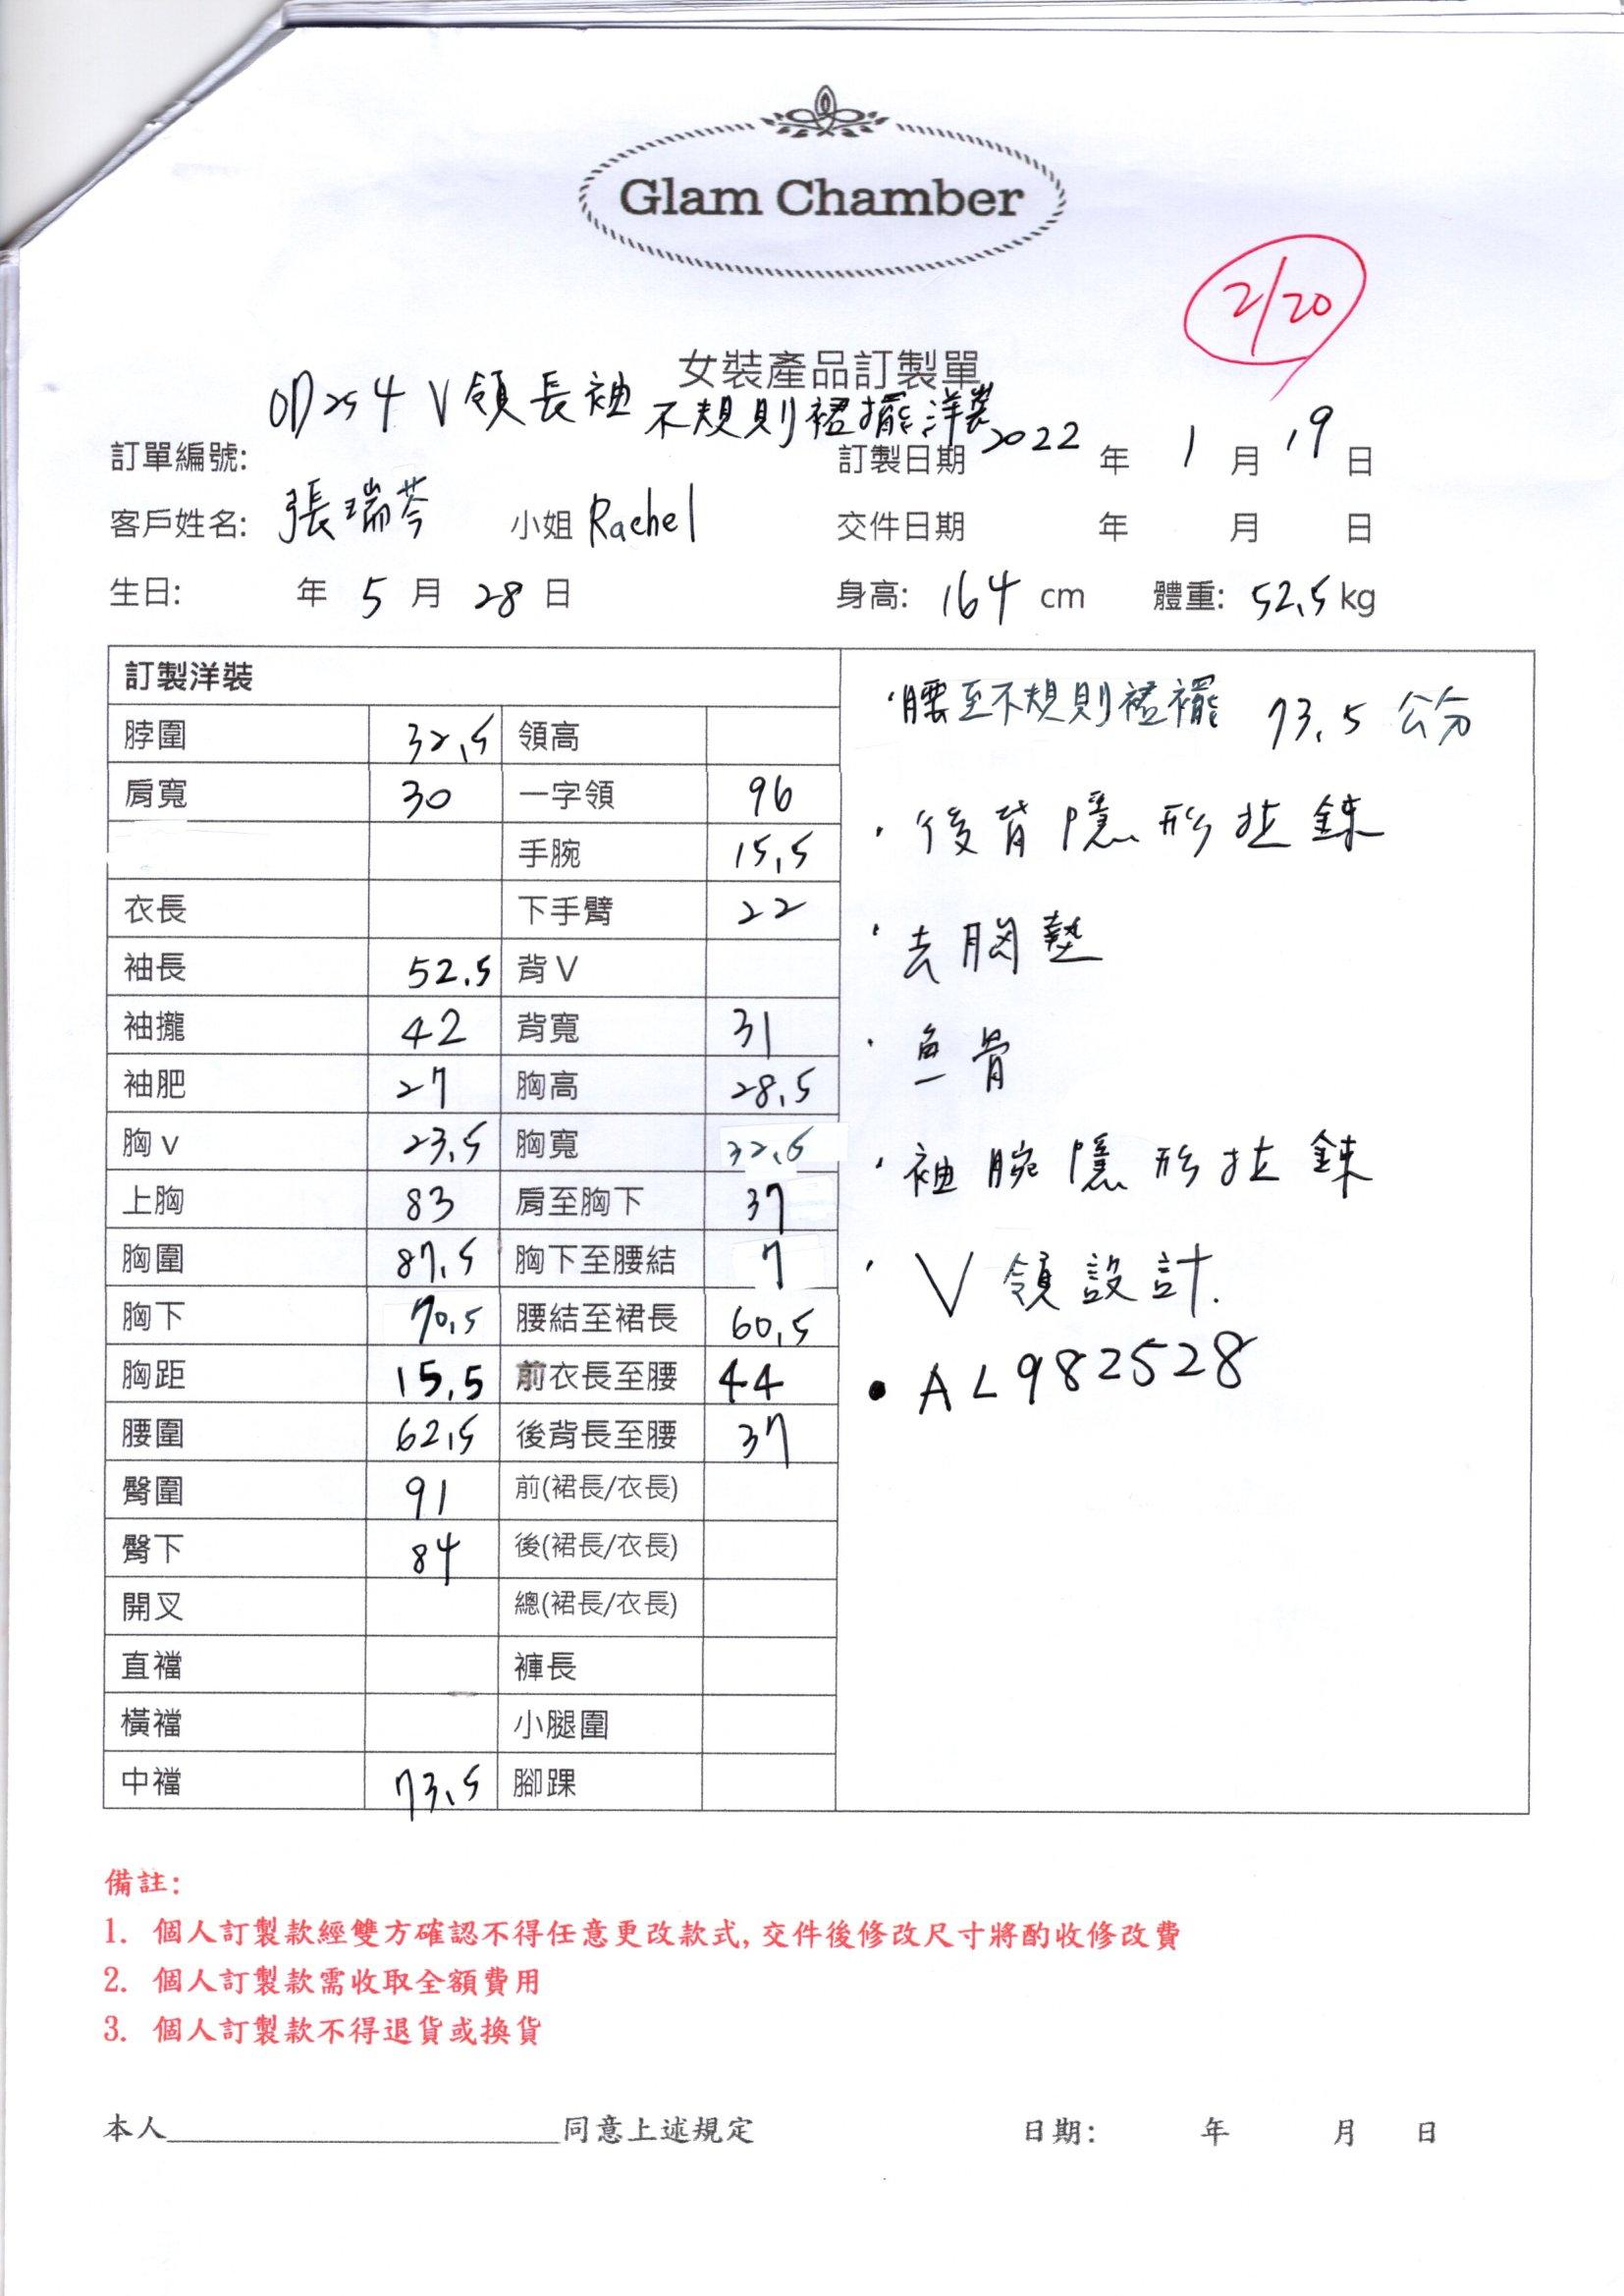 Glam Chamber
2/20
女裝產品訂製單
訂單編號: OD254 V領長袖 不規則裙擺洋裝
訂製日期 2022 年 1 月 19 日
客戶姓名: 張瑞芩 小姐 Rachel
交件日期 年 月 日
生日: 年 5 月 28 日
身高: 164 cm 體重: 52.5 kg
訂製洋裝
脖圍 32.5 領高
肩寬 30 一字領 96
手腕 15.5
衣長 下手臂 22
袖長 52.5 背V
袖攏 42 背寬 31
袖肥 27 胸高 28.5
胸v 23.5 胸寬 32.5
上胸 83 肩至胸下 37
胸圍 87.5 胸下至腰結 7
胸下 70.5 腰結至裙長 60.5
胸距 15.5 前衣長至腰 44
腰圍 62.5 後背長至腰 37
臀圍 91 前(裙長/衣長)
臀下 84 後(裙長/衣長)
開叉 總(裙長/衣長)
直襠 褲長
橫襠 小腿圍
中襠 73.5 腳踝
·腰至不規則裙襬 73.5 公分
·後背隱形拉鍊
·去胸墊
·魚骨
·袖腕隱形拉鍊
·V領設計.
•AL982528
備註:
1. 個人訂製款經雙方確認不得任意更改款式, 交件後修改尺寸將酌收修改費
2. 個人訂製款需收取全額費用
3. 個人訂製款不得退貨或換貨
本人____________________同意上述規定
日期: 年 月 日